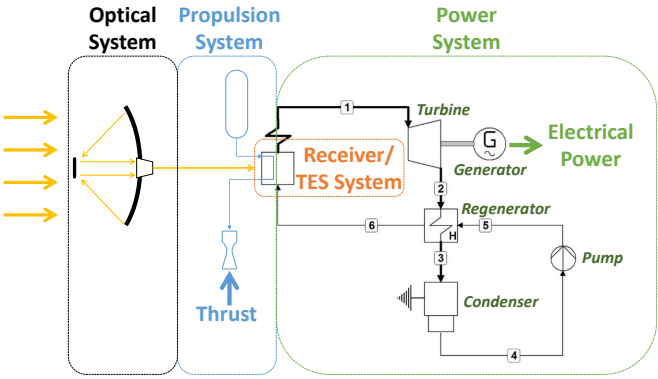 Optical
System
Propulsion
System
Power
System
1
Turbine
G
~
Electrical
Power
Generator
Receiver/
TES System
2
Regenerator
6
5
H
3
Pump
Thrust
Condenser
4